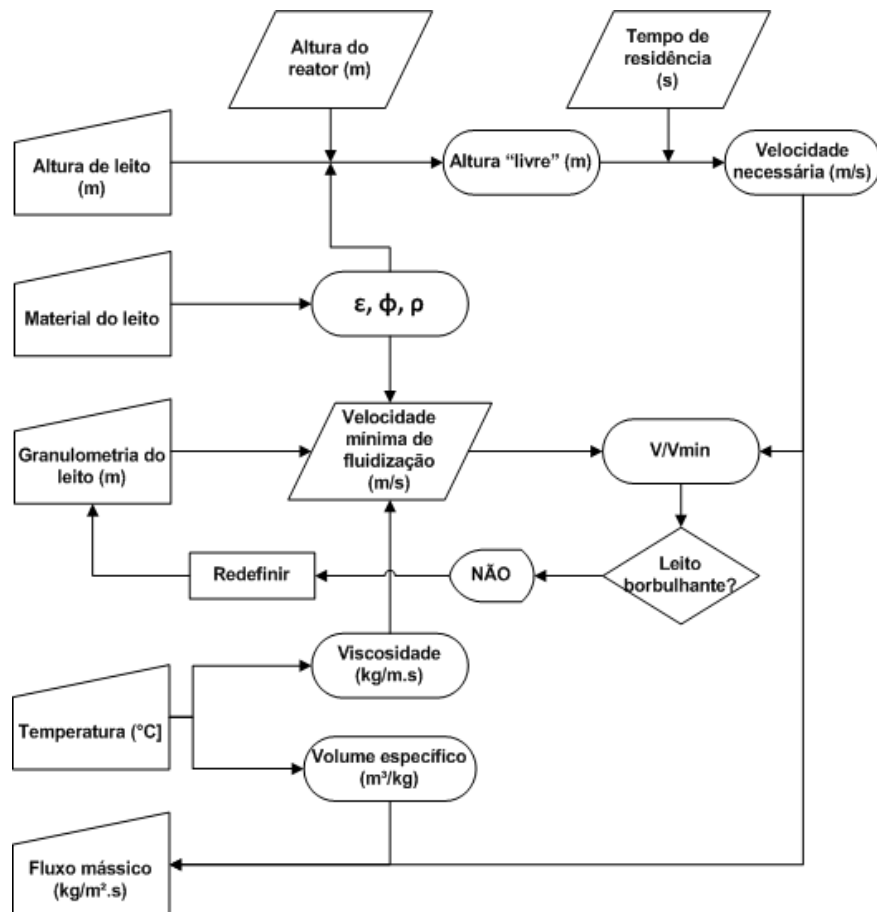 Altura do
reator (m)
Tempo de
residência
(s)
Altura de leito
(m)
Altura “livre” (m)
Velocidade
necessária (m/s)
Material do leito
ε, ϕ, ρ
Granulometria do
leito (m)
Velocidade
mínima de
fluidização
(m/s)
V/Vmin
Redefinir
NÃO
Leito
borbulhante?
Viscosidade
(kg/m.s)
Temperatura (°C]
Volume específico
(m³/kg)
Fluxo mássico
(kg/m².s)